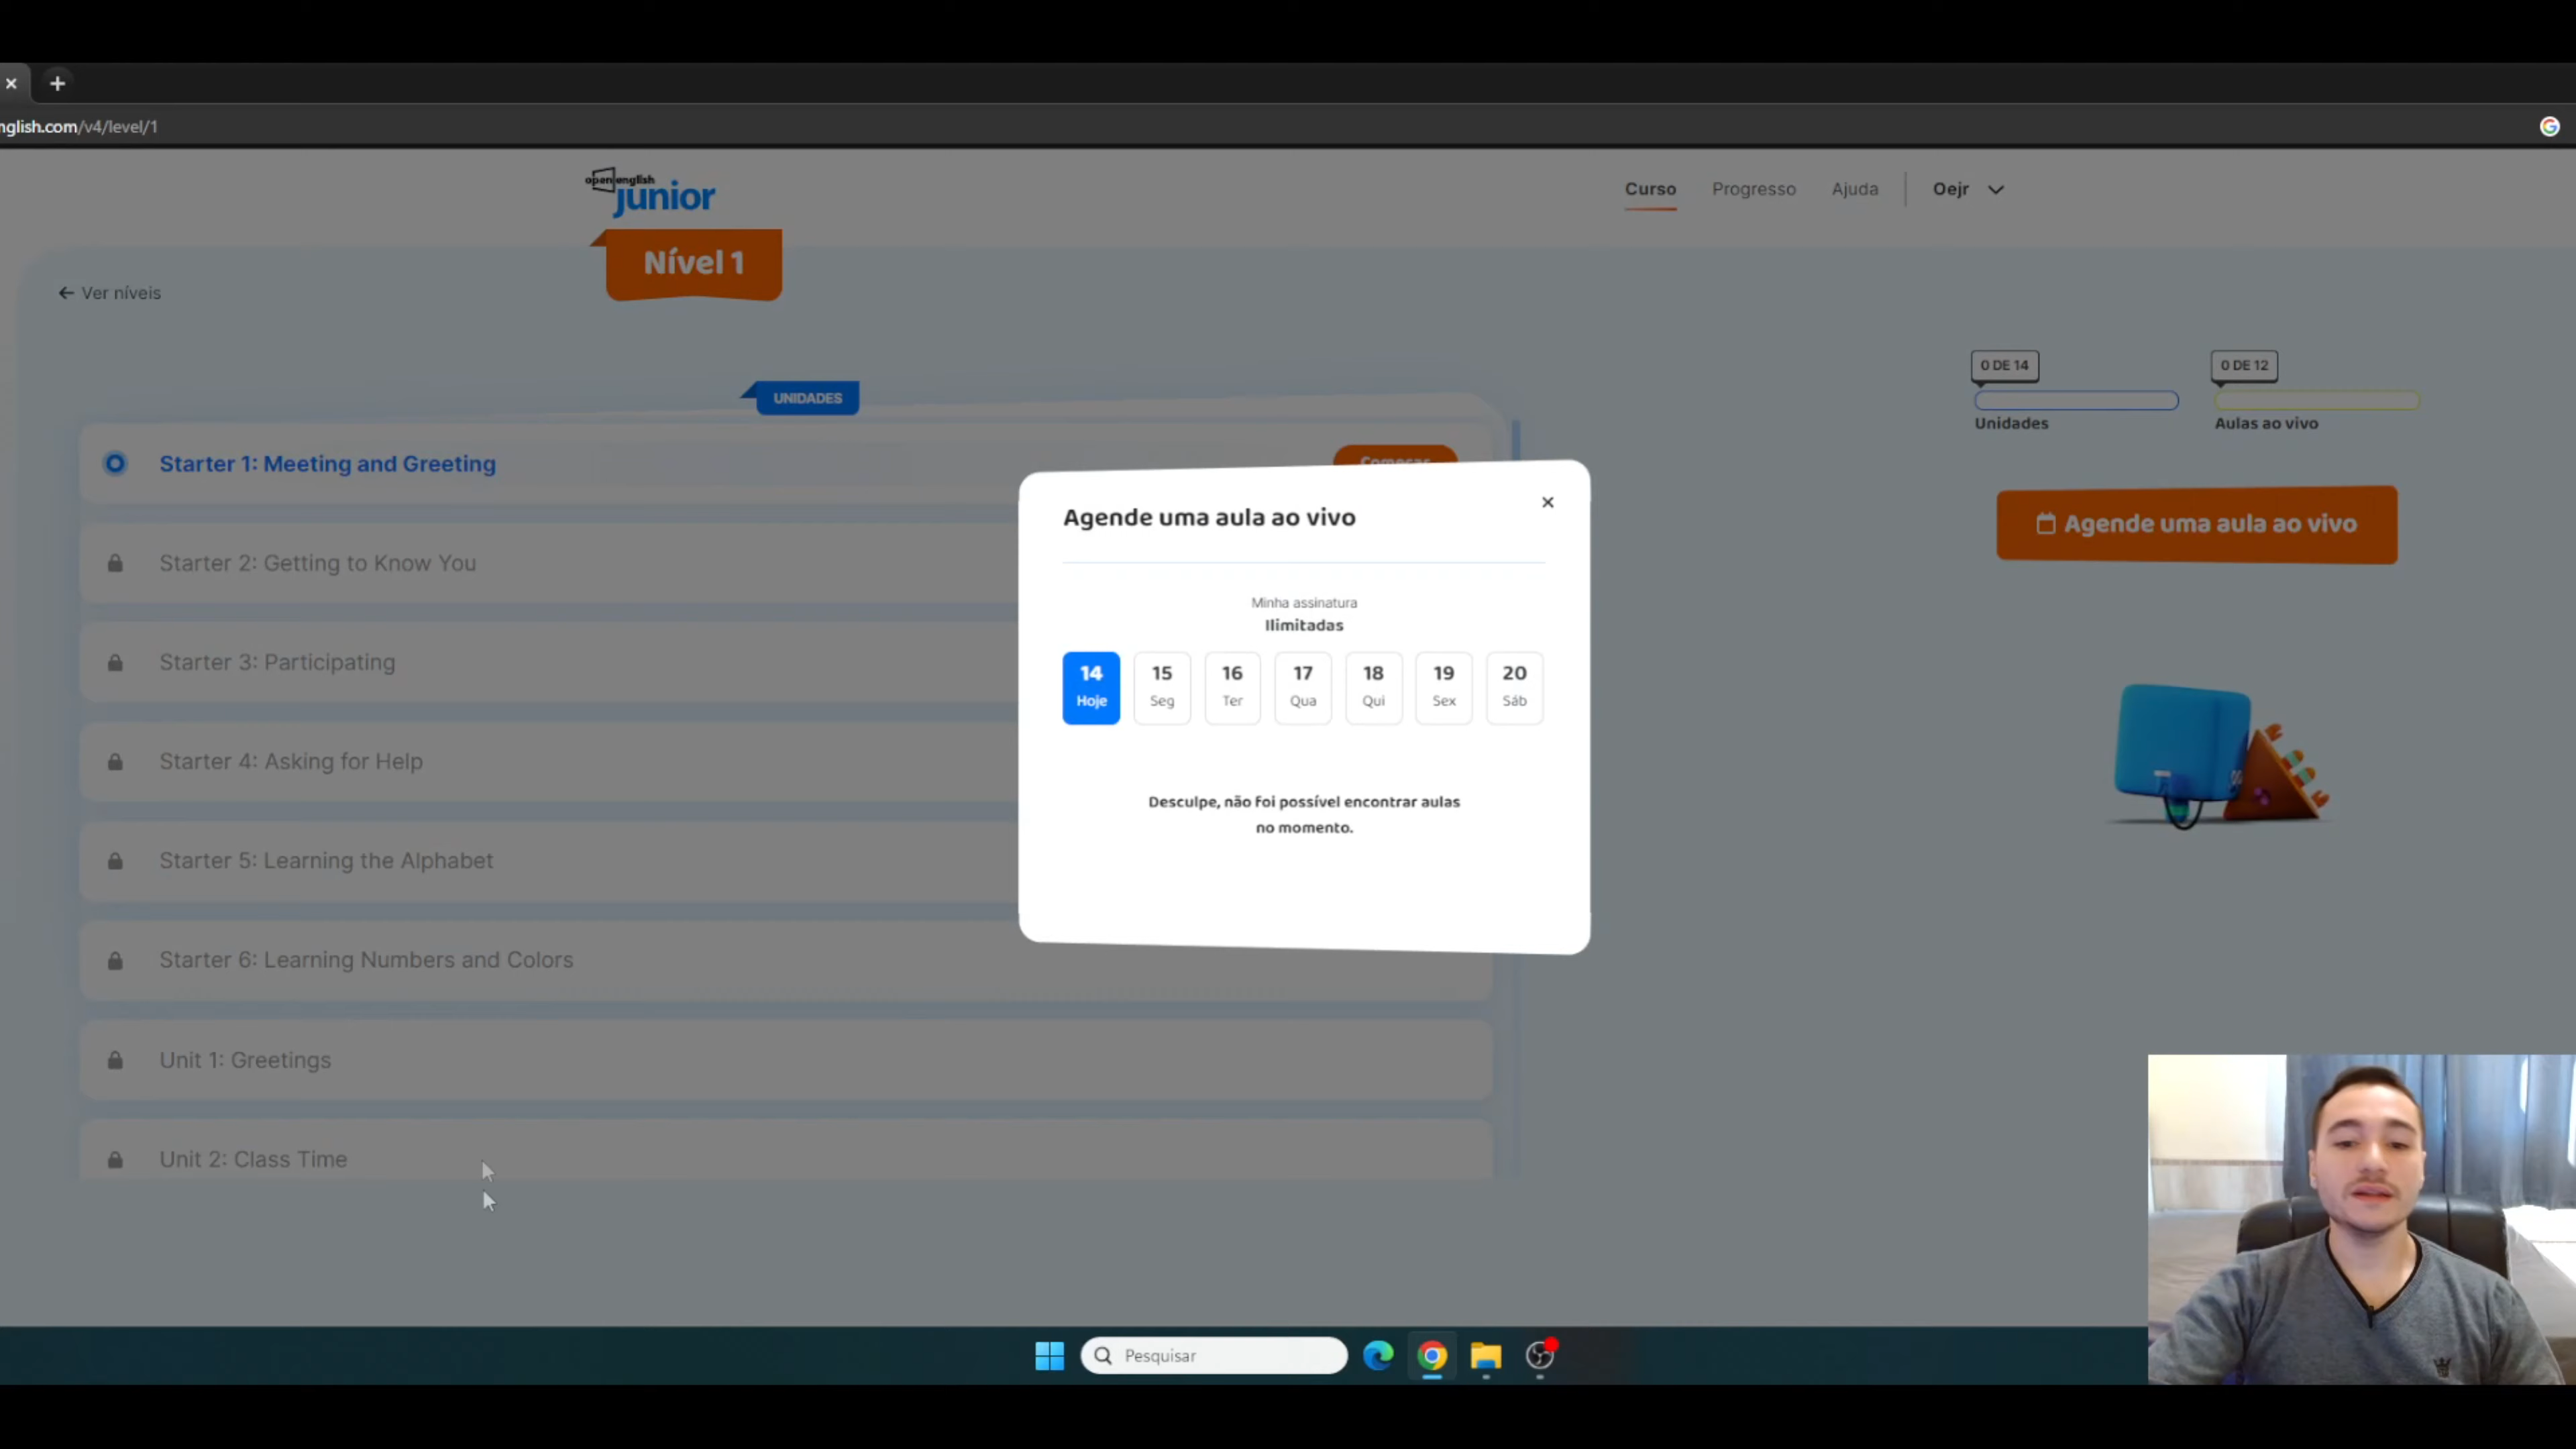 nglish.com/v4/level/1
open english
junior
Curso
Progresso
Ajuda
Oejr
Nível 1
Ver níveis
UNIDADES
0 DE 14
0 DE 12
Unidades
Aulas ao vivo
Starter 1: Meeting and Greeting
Começar
Agende uma aula ao vivo
Agende uma aula ao vivo
Starter 2: Getting to Know You
Minha assinatura
Ilimitadas
Starter 3: Participating
14 15 16 17 18 19 20
Hoje Seg Ter Qua Qui Sex Sáb
Starter 4: Asking for Help
Desculpe, não foi possível encontrar aulas
no momento.
Starter 5: Learning the Alphabet
Starter 6: Learning Numbers and Colors
Unit 1: Greetings
Unit 2: Class Time
Pesquisar